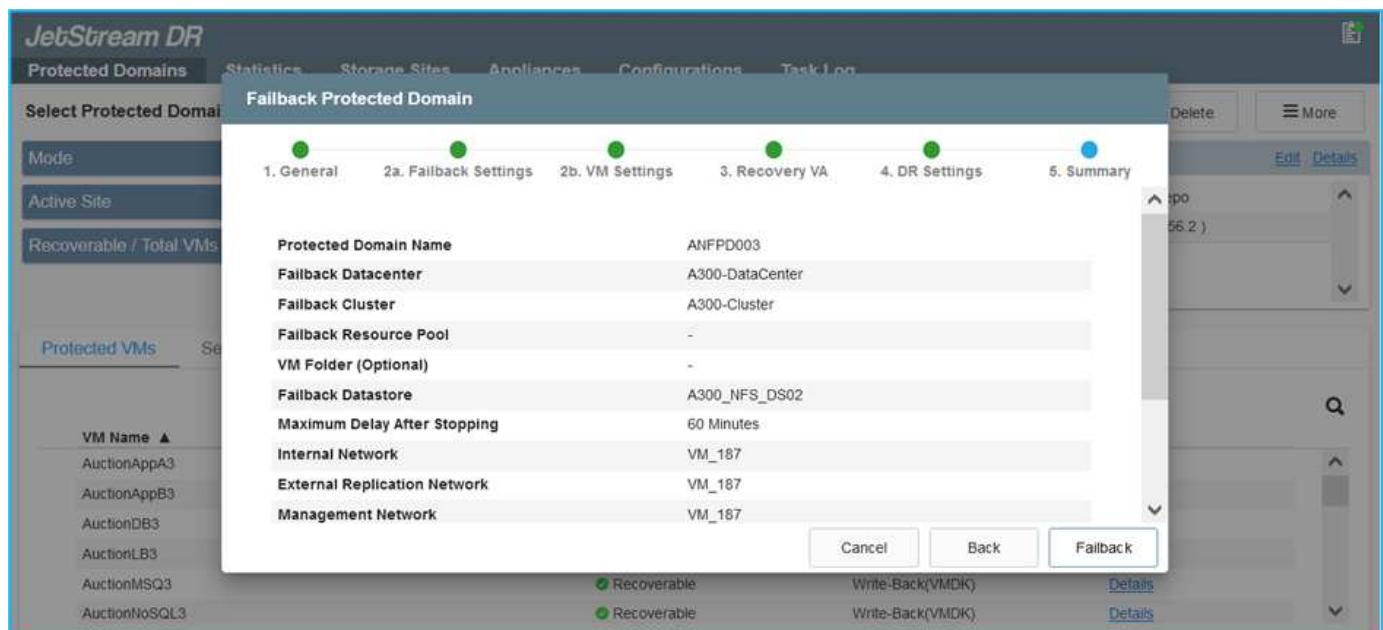 JetStream DR
Protected Domains Statistics Storage Sites Appliances Configurations Task Log
Select Protected Domai
Delete
More
Mode
Edit Details
Active Site
Recoverable / Total VMs
epo
56.2 )
Failback Protected Domain
1. General 2a. Failback Settings 2b. VM Settings 3. Recovery VA 4. DR Settings 5. Summary
Protected Domain Name ANFPD003
Failback Datacenter A300-DataCenter
Failback Cluster A300-Cluster
Failback Resource Pool -
VM Folder (Optional) -
Failback Datastore A300_NFS_DS02
Maximum Delay After Stopping 60 Minutes
Internal Network VM_187
External Replication Network VM_187
Management Network VM_187
Cancel Back Failback
Protected VMs Se
VM Name ▲
AuctionAppA3
AuctionAppB3
AuctionDB3
AuctionLB3
AuctionMSQ3 Recoverable Write-Back(VMDK) Details
AuctionNoSQL3 Recoverable Write-Back(VMDK) Details